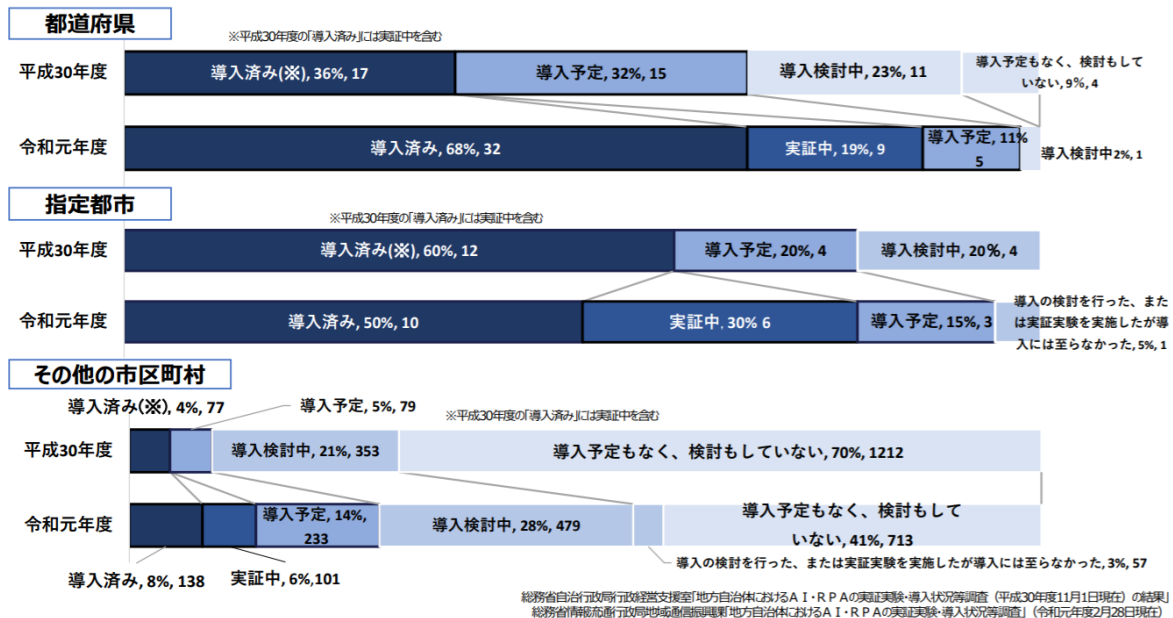 都道府県
※平成30年度の「導入済み」には実証中を含む
平成30年度
導入済み(※), 36%, 17
導入予定, 32%, 15
導入検討中, 23%, 11
導入予定もなく、検討もして
いない, 9%, 4
令和元年度
導入済み, 68%, 32
実証中, 19%, 9
導入予定, 11%
5
導入検討中2%, 1
指定都市
※平成30年度の「導入済み」には実証中を含む
平成30年度
導入済み(※), 60%, 12
導入予定, 20%, 4
導入検討中, 20%, 4
令和元年度
導入済み, 50%, 10
実証中, 30% 6
導入予定, 15%, 3
導入の検討を行った、また
は実証実験を実施したが導
入には至らなかった, 5%, 1
その他の市区町村
導入済み(※), 4%, 77
導入予定, 5%, 79
※平成30年度の「導入済み」には実証中を含む
平成30年度
導入検討中, 21%, 353
導入予定もなく、検討もしていない, 70%, 1212
令和元年度
導入予定, 14%,
233
導入検討中, 28%, 479
導入予定もなく、検討もして
いない, 41%, 713
導入済み, 8%, 138
実証中, 6%,101
導入の検討を行った、または実証実験を実施したが導入には至らなかった, 3%, 57
総務省自治行政局行政経営支援室「地方自治体におけるＡＩ・ＲＰＡの実証実験・導入状況等調査（平成30年度11月1日現在）の結果」
総務省情報流通行政局地域通信振興課「地方自治体におけるＡＩ・ＲＰＡの実証実験・導入状況等調査」（令和元年度2月28日現在）